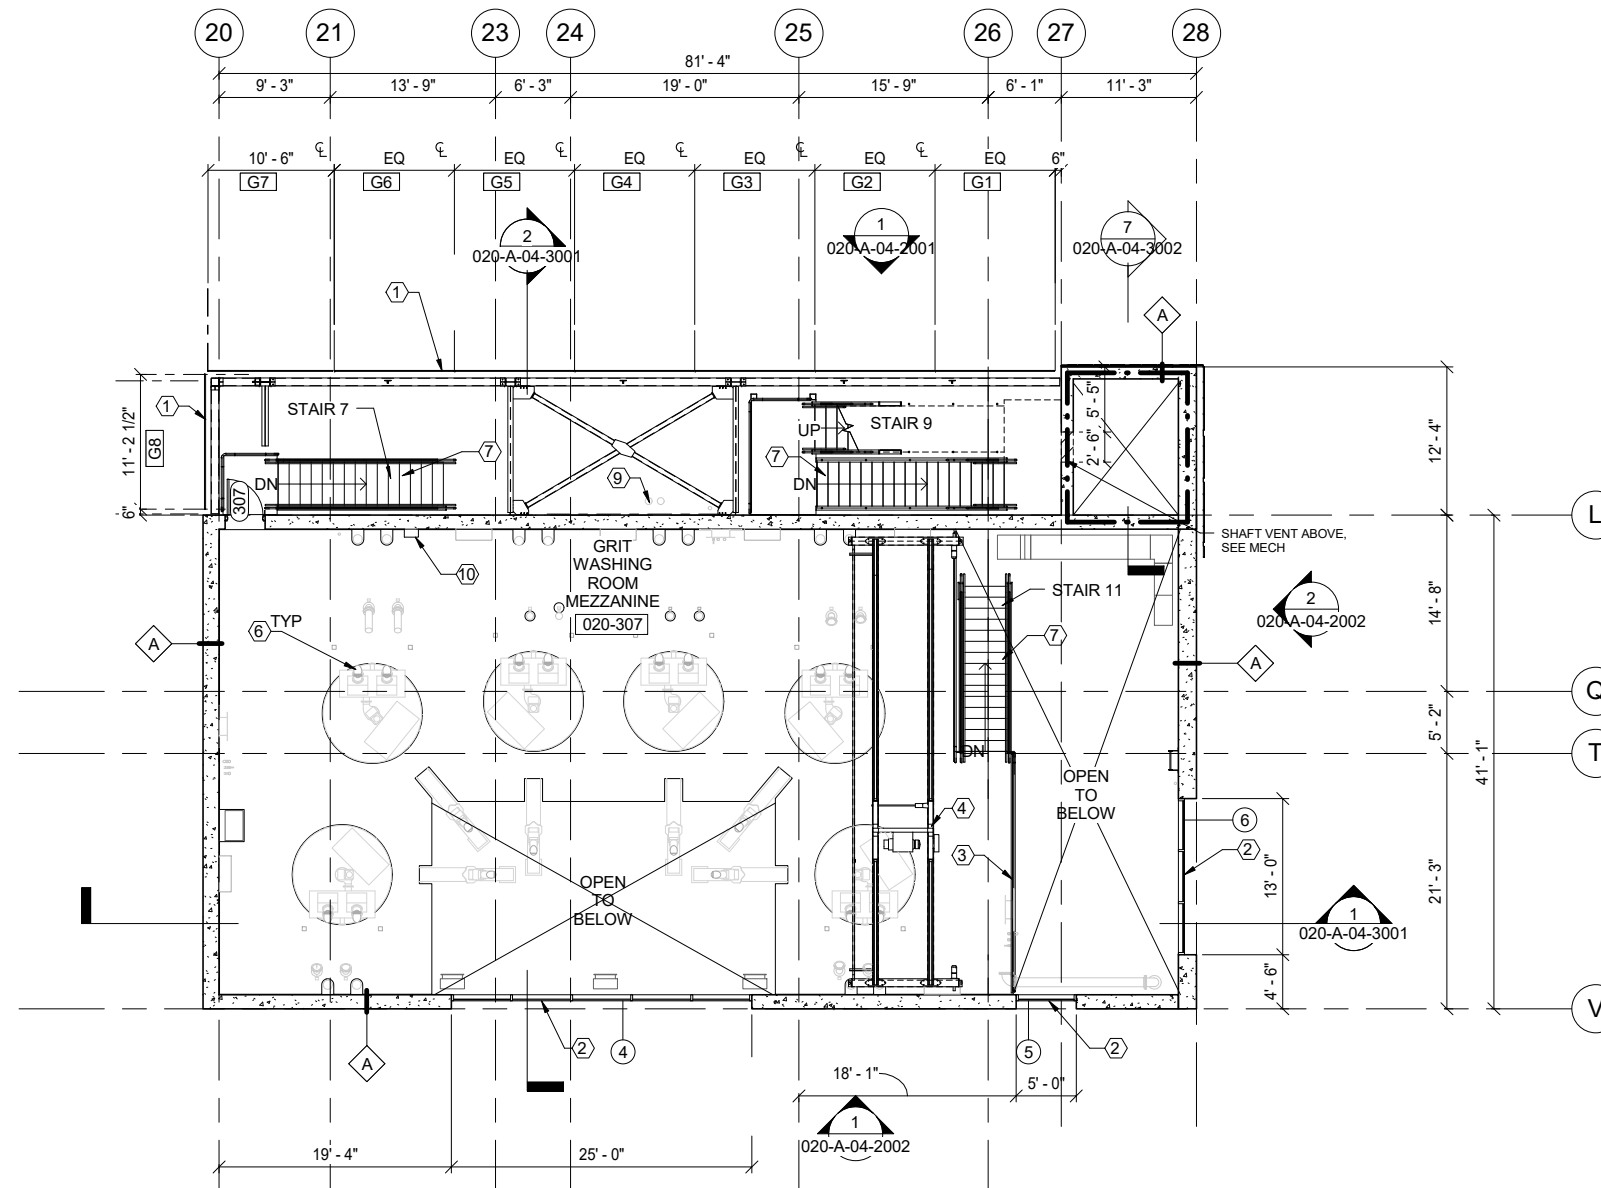 20 21 23 24 25 26 27 28
81' - 4"
9' - 3" 13' - 9" 6' - 3" 19' - 0" 15' - 9" 6' - 1" 11' - 3"
10' - 6" EQ EQ EQ EQ EQ EQ 6"
G7 G6 G5 G4 G3 G2 G1
2
020-A-04-3001
1
020-A-04-2001
7
020-A-04-3002
1
A
11' - 2 1/2"
1
G8
6"
STAIR 7
7
DN
307
9
UP
STAIR 9
7
DN
5' - 5"
2' - 6"
12' - 4"
L
SHAFT VENT ABOVE,
SEE MECH
10
GRIT
WASHING
ROOM
MEZZANINE
020-307
STAIR 11
7
DN
2
020-A-04-2002
14' - 8"
6 TYP
A
A
Q
5' - 2"
T
41' - 1"
OPEN
TO
BELOW
4
3
6
2
13' - 0"
21' - 3"
OPEN
TO
BELOW
1
020-A-04-3001
4' - 6"
V
A
2
4
5
2
18' - 1"
5' - 0"
1
020-A-04-2002
19' - 4" 25' - 0"